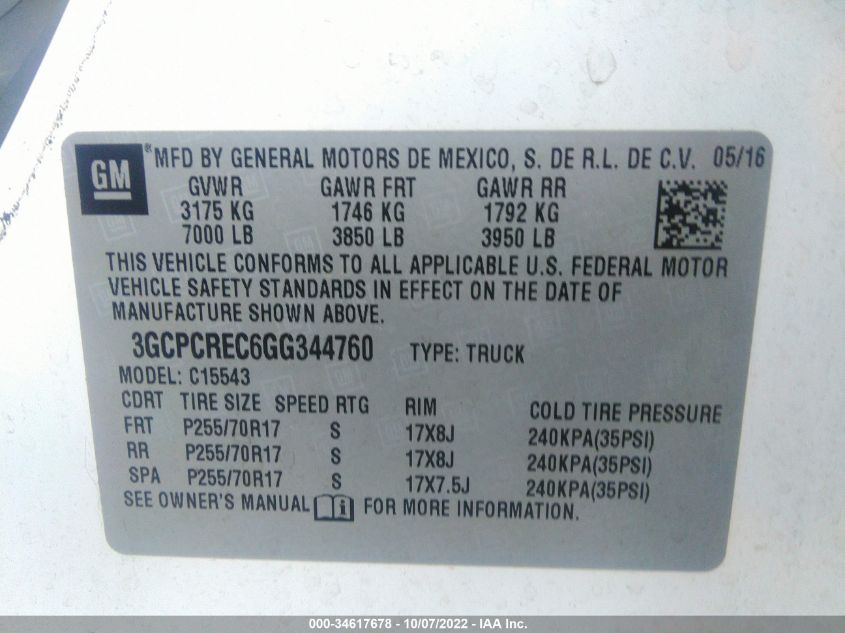 GM
® MFD BY GENERAL MOTORS DE MEXICO, S. DE R.L. DE C.V. 05/16
GVWR GAWR FRT GAWR RR
3175 KG 1746 KG 1792 KG
7000 LB 3850 LB 3950 LB
THIS VEHICLE CONFORMS TO ALL APPLICABLE U.S. FEDERAL MOTOR
VEHICLE SAFETY STANDARDS IN EFFECT ON THE DATE OF
MANUFACTURE SHOWN ABOVE.
3GCPCREC6GG344760 TYPE: TRUCK
MODEL: C15543
CDRT TIRE SIZE SPEED RTG RIM COLD TIRE PRESSURE
FRT P255/70R17 S 17X8J 240KPA(35PSI)
RR P255/70R17 S 17X8J 240KPA(35PSI)
SPA P255/70R17 S 17X7.5J 240KPA(35PSI)
SEE OWNER'S MANUAL i FOR MORE INFORMATION.
000-34617678 - 10/07/2022 - IAA Inc.